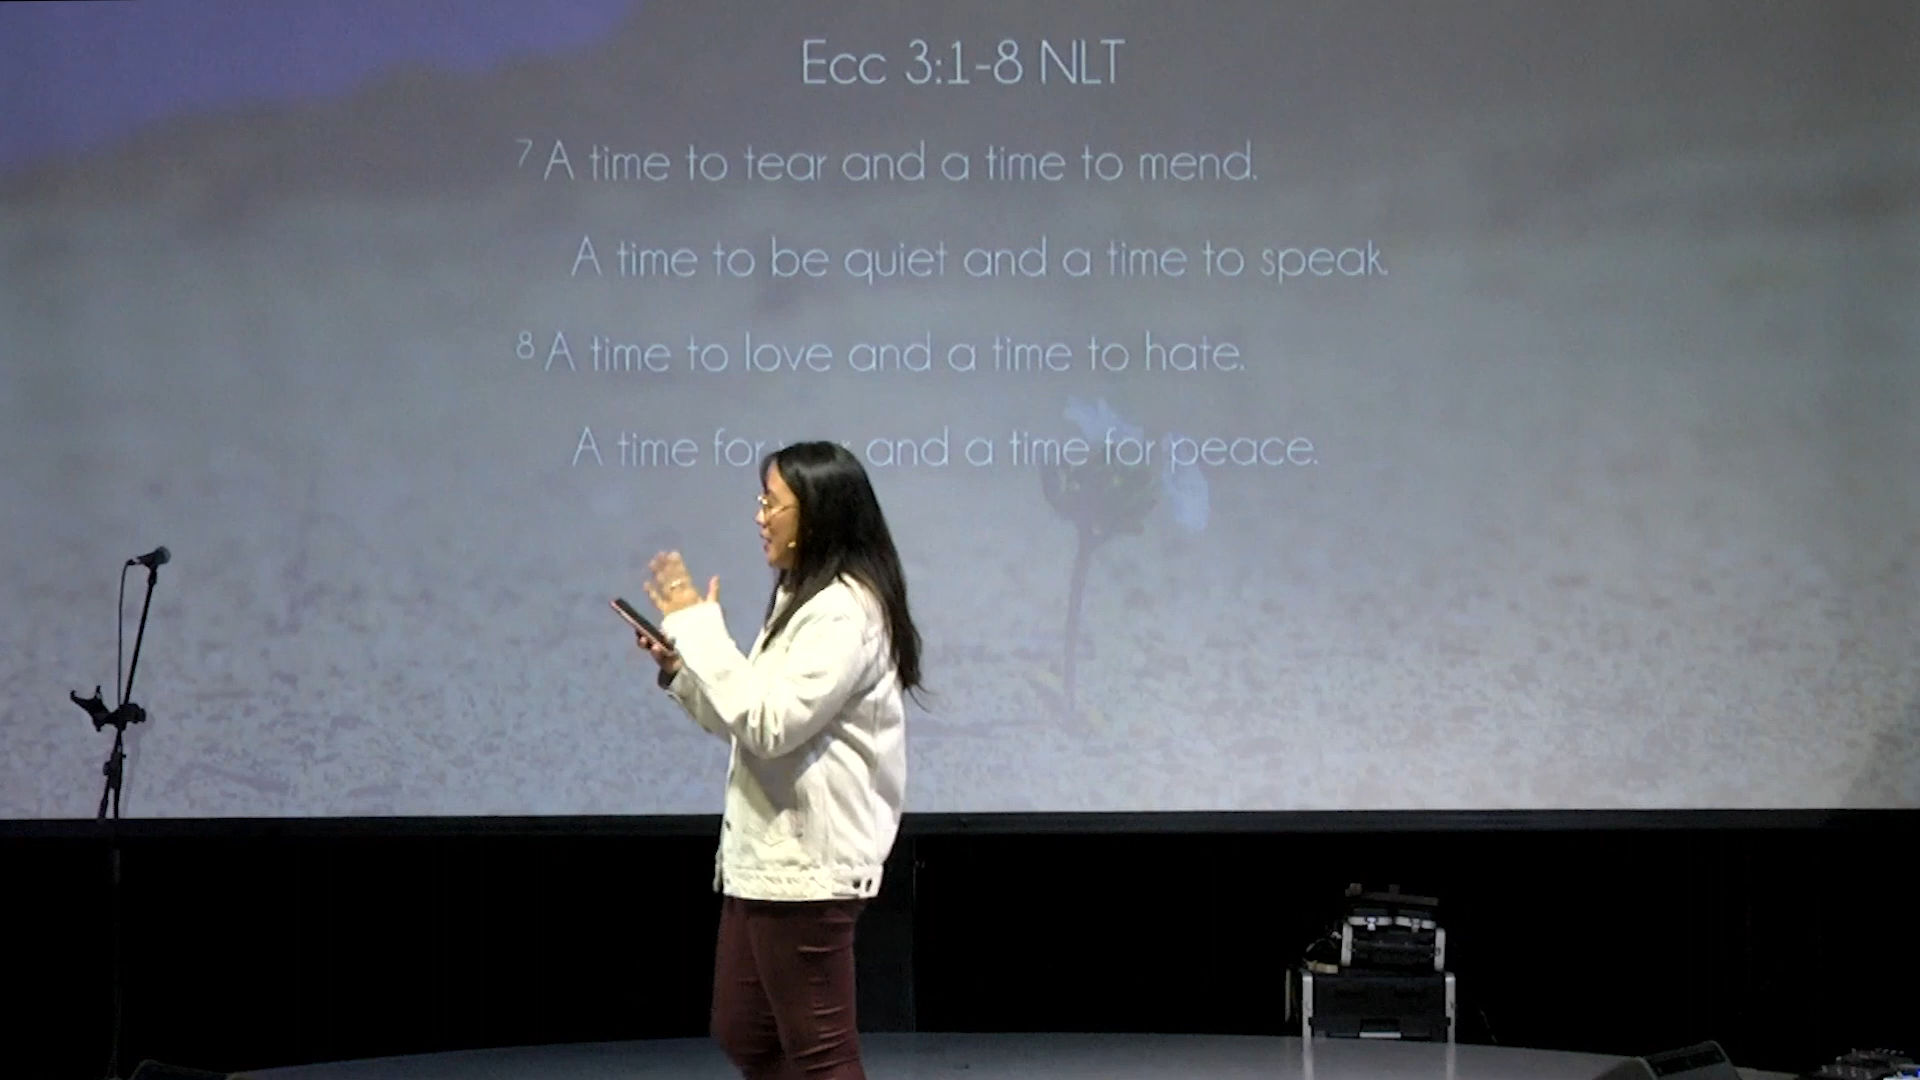 Ecc 3:1-8 NLT
7 A time to tear and a time to mend.
A time to be quiet and a time to speak.
8 A time to love and a time to hate.
A time for and a time for peace.